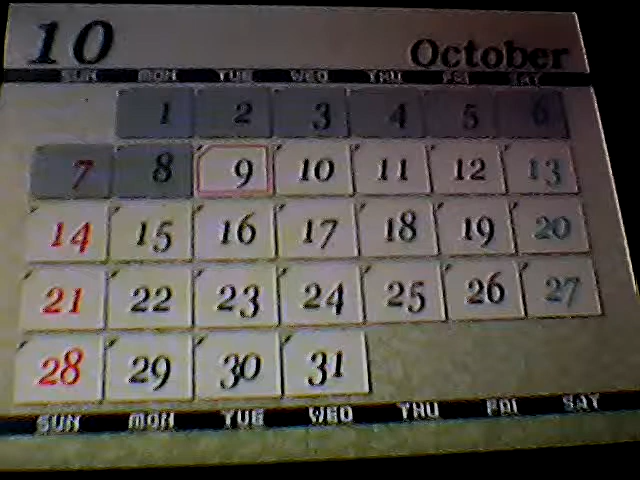 10 October
SUN MON TUE WED THU FRI SAT
1 2 3 4 5 6
7 8 9 10 11 12 13
14 15 16 17 18 19 20
21 22 23 24 25 26 27
28 29 30 31
SUN MON TUE WED THU FRI SAT